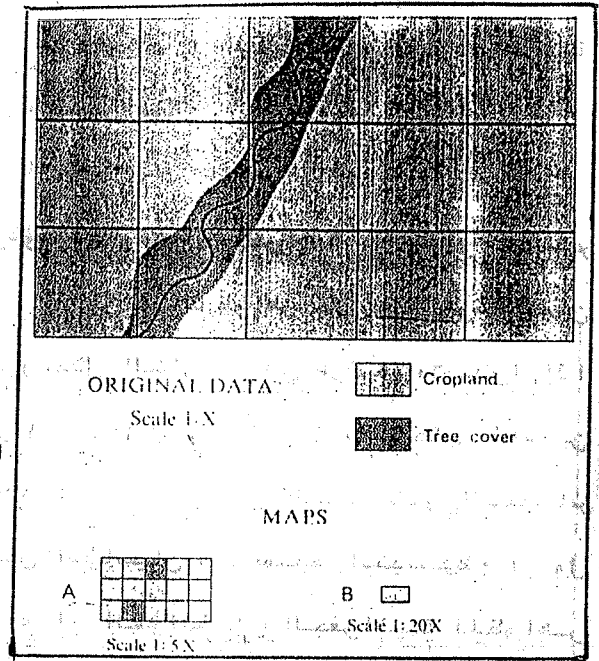 ORIGINAL DATA
Scale 1:X
Cropland
Tree cover
MAPS
A
Scale 1:5X
B
Scale 1:20X